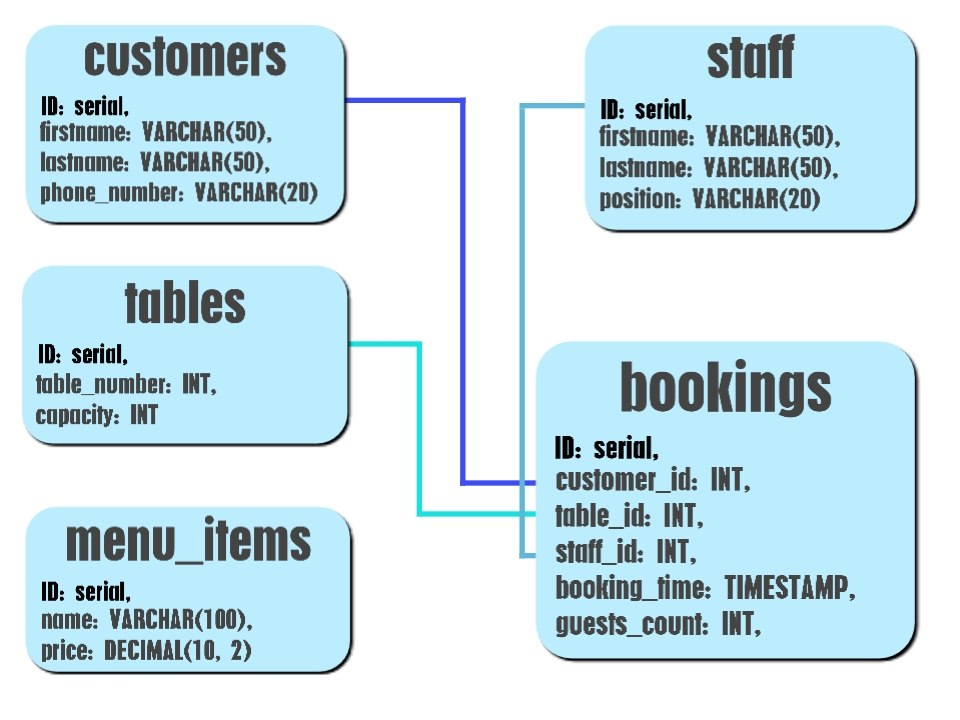 customers
ID: serial,
firstname: VARCHAR(50),
lastname: VARCHAR(50),
phone_number: VARCHAR(20)
staff
ID: serial,
firstname: VARCHAR(50),
lastname: VARCHAR(50),
position: VARCHAR(20)
tables
ID: serial,
table_number: INT,
capacity: INT
bookings
ID: serial,
customer_id: INT,
table_id: INT,
staff_id: INT,
booking_time: TIMESTAMP,
guests_count: INT,
menu_items
ID: serial,
name: VARCHAR(100),
price: DECIMAL(10, 2)